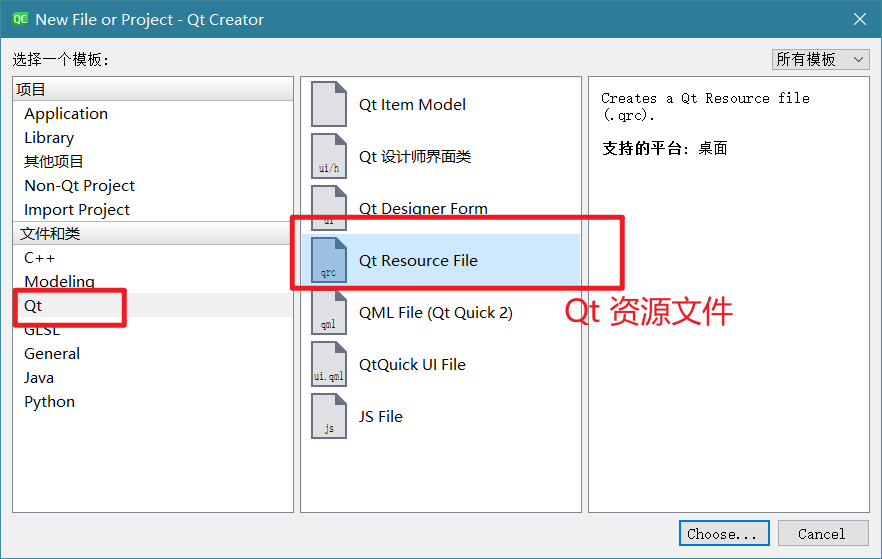 QC New File or Project - Qt Creator
选择一个模板:
所有模板
项目
Application
Library
其他项目
Non-Qt Project
Import Project
文件和类
C++
Modeling
Qt
GLSL
General
Java
Python
Qt Item Model
ui/h
Qt 设计师界面类
ui
Qt Designer Form
qrc
Qt Resource File
qml
QML File (Qt Quick 2)
ui.qml
QtQuick UI File
js
JS File
Qt 资源文件
Creates a Qt Resource file
(.qrc).
支持的平台: 桌面
Choose...
Cancel